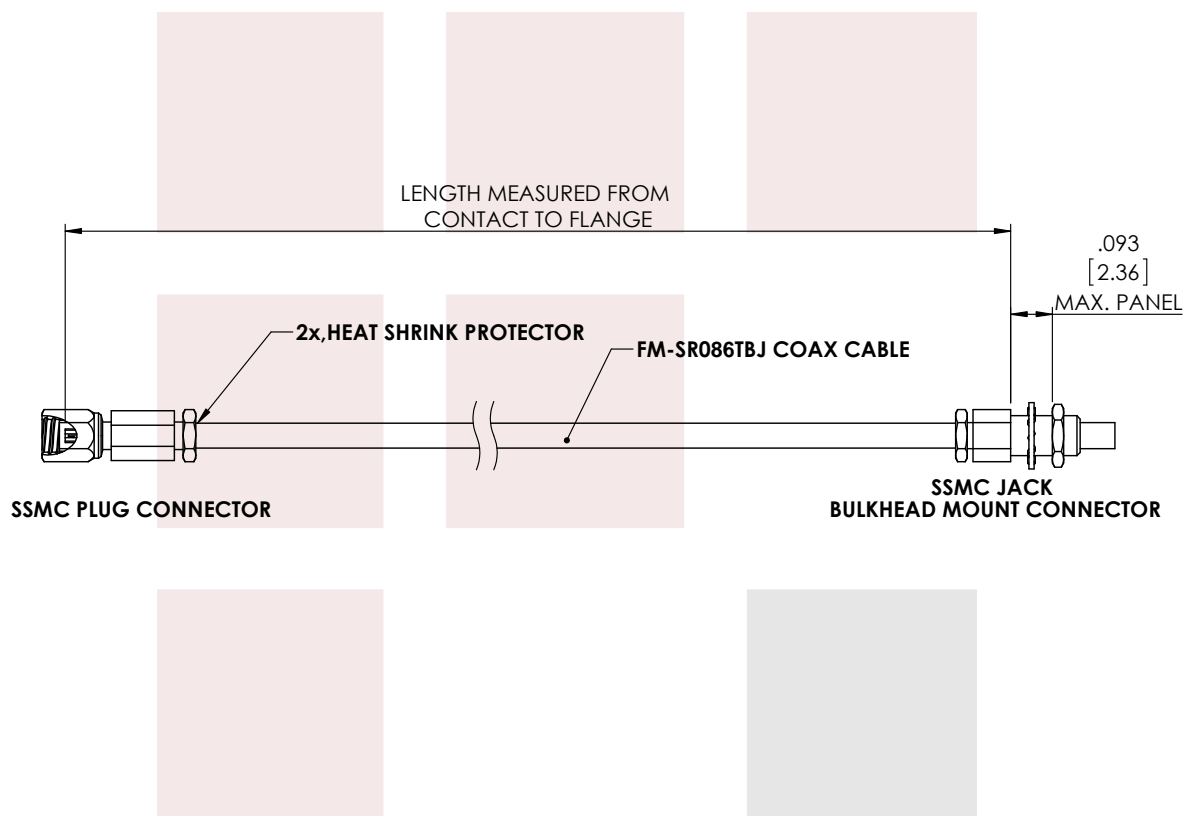 LENGTH MEASURED FROM
CONTACT TO FLANGE
.093
[2.36]
MAX. PANEL
2x,HEAT SHRINK PROTECTOR
FM-SR086TBJ COAX CABLE
SSMC PLUG CONNECTOR
SSMC JACK
BULKHEAD MOUNT CONNECTOR